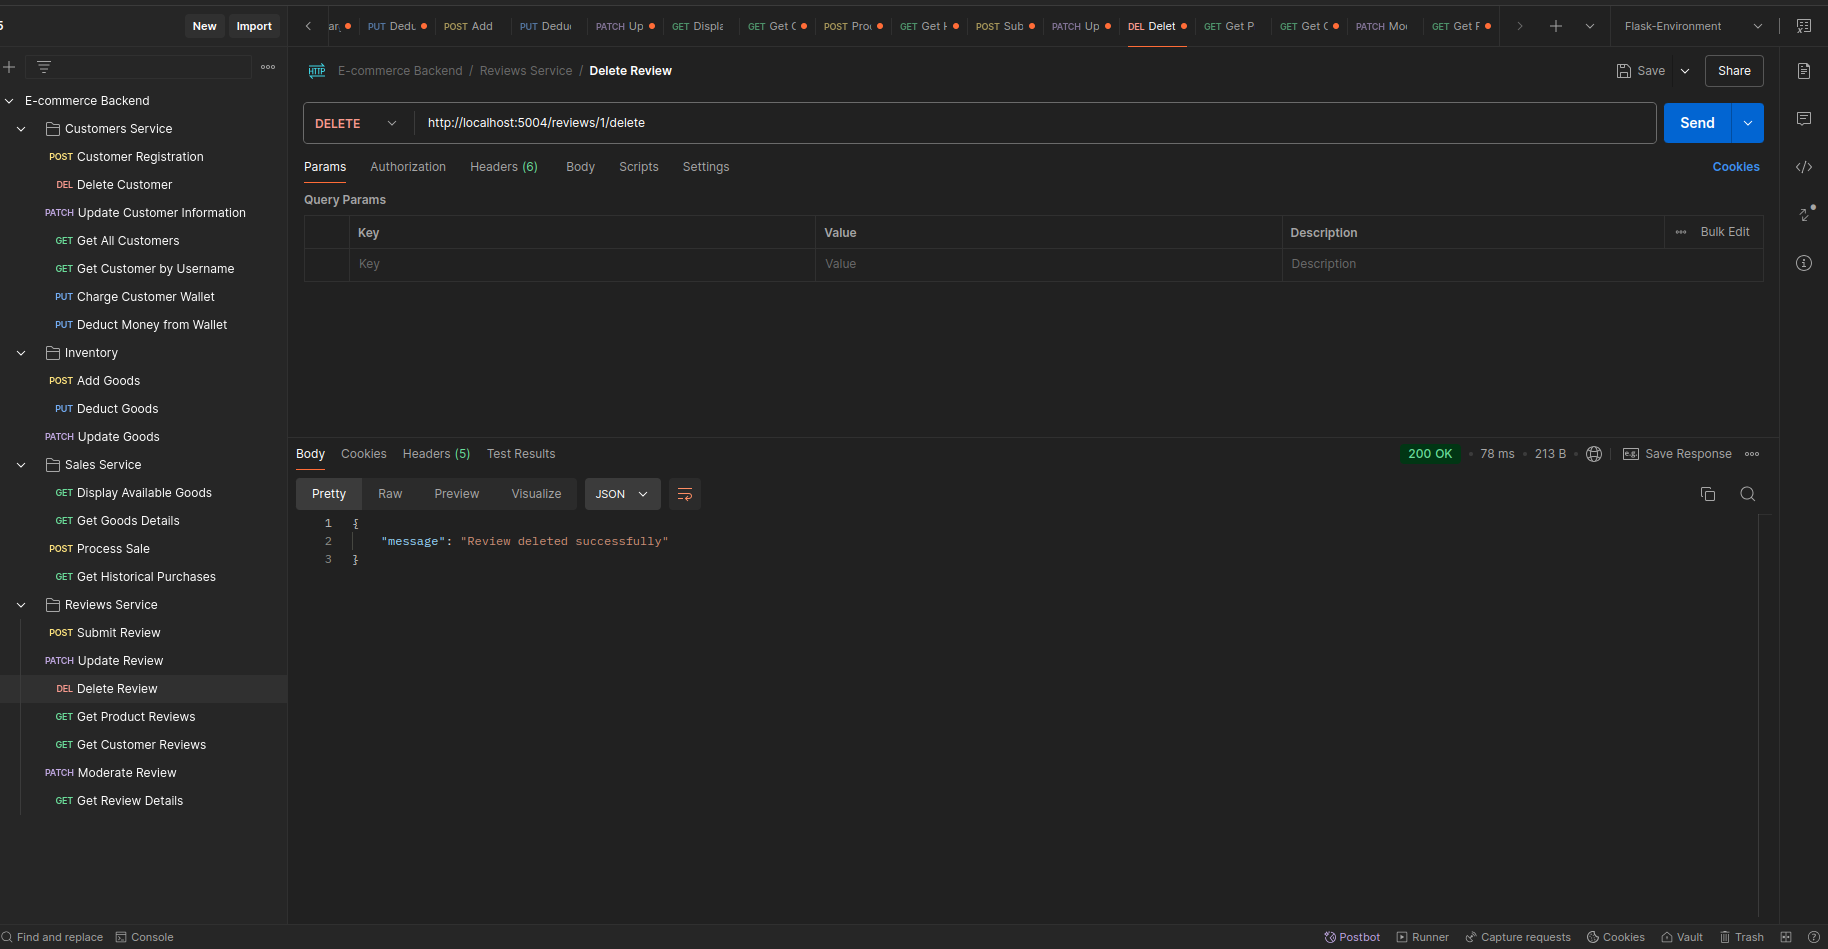 5
New
Import
E-commerce Backend
Customers Service
POST Customer Registration
DEL Delete Customer
PATCH Update Customer Information
GET Get All Customers
GET Get Customer by Username
PUT Charge Customer Wallet
PUT Deduct Money from Wallet
Inventory
POST Add Goods
PUT Deduct Goods
PATCH Update Goods
Sales Service
GET Display Available Goods
GET Get Goods Details
POST Process Sale
GET Get Historical Purchases
Reviews Service
POST Submit Review
PATCH Update Review
DEL Delete Review
GET Get Product Reviews
GET Get Customer Reviews
PATCH Moderate Review
GET Get Review Details
PUT Dedu POST Add PUT Dedu PATCH Up GET Displa GET Get POST Pro GET Get POST Sub PATCH Up DEL Delet GET Get P GET Get PATCH Mo GET Get
Flask-Environment
HTTP E-commerce Backend / Reviews Service / Delete Review
Save
Share
DELETE http://localhost:5004/reviews/1/delete
Send
Params Authorization Headers (6) Body Scripts Settings
Cookies
Query Params
Key Value Description Bulk Edit
Key Value Description
Body Cookies Headers (5) Test Results
200 OK • 78 ms • 213 B •
e.g. Save Response
Pretty Raw Preview Visualize JSON
1 {
2 "message": "Review deleted successfully"
3 }
Find and replace Console
Postbot Runner Capture requests Cookies Vault Trash